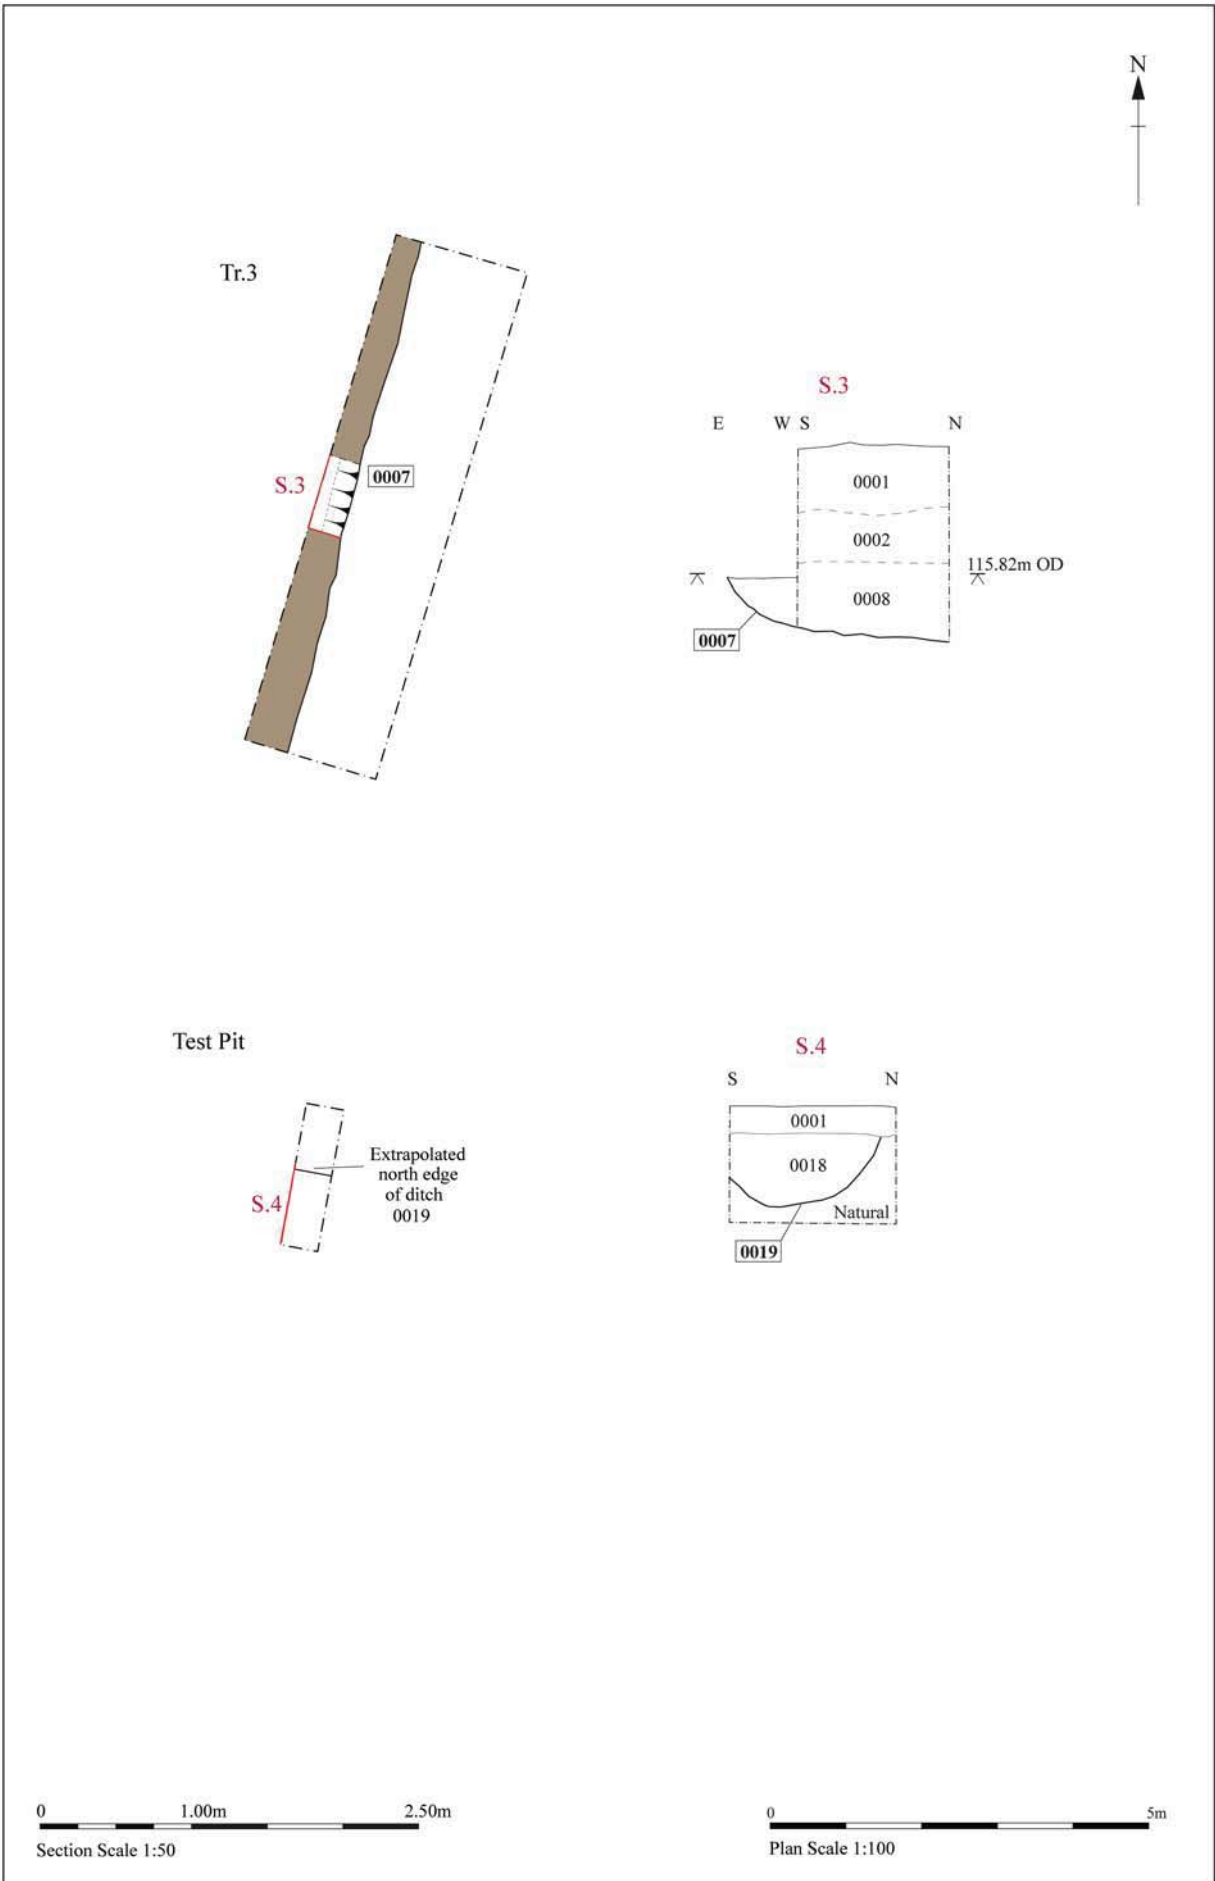 N
Tr.3
S.3
E W S N
0001
S.3
0007
0002
115.82m OD
0008
0007
Test Pit
S.4
S N
0001
Extrapolated
north edge
of ditch
0019
S.4
0018
Natural
0019
0 1.00m 2.50m
Section Scale 1:50
0 5m
Plan Scale 1:100